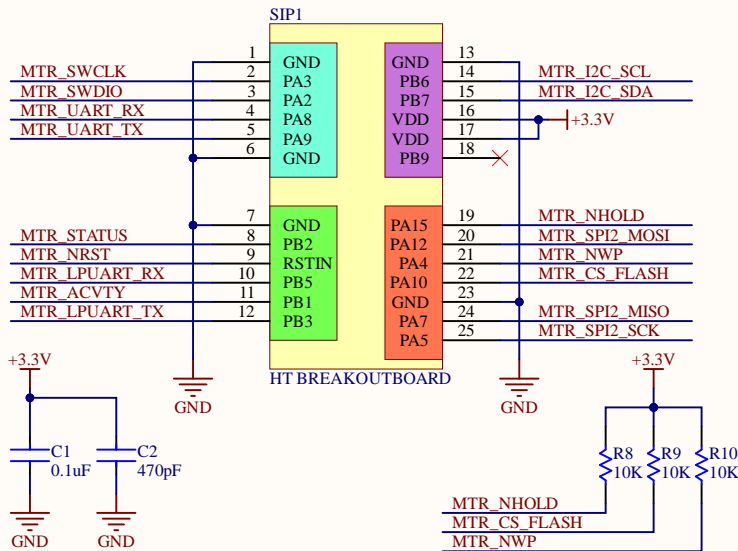 SIP1
1 GND
MTR_SWCLK 2 PA3
MTR_SWDIO 3 PA2
MTR_UART_RX 4 PA8
MTR_UART_TX 5 PA9
6 GND
7 GND
MTR_STATUS 8 PB2
MTR_NRST 9 RSTIN
MTR_LPUART_RX 10 PB5
MTR_ACVTY 11 PB1
MTR_LPUART_TX 12 PB3
GND 13
PB6 14 MTR_I2C_SCL
PB7 15 MTR_I2C_SDA
VDD 16
+3.3V
VDD 17
PB9 18
PA15 19 MTR_NHOLD
PA12 20 MTR_SPI2_MOSI
PA4 21 MTR_NWP
PA10 22 MTR_CS_FLASH
GND 23
PA7 24 MTR_SPI2_MISO
PA5 25 MTR_SPI2_SCK
HT BREAKOUTBOARD
GND
GND
+3.3V
C1
0.1uF
C2
470pF
GND
GND
+3.3V
R8
10K
R9
10K
R10
10K
MTR_NHOLD
MTR_CS_FLASH
MTR_NWP